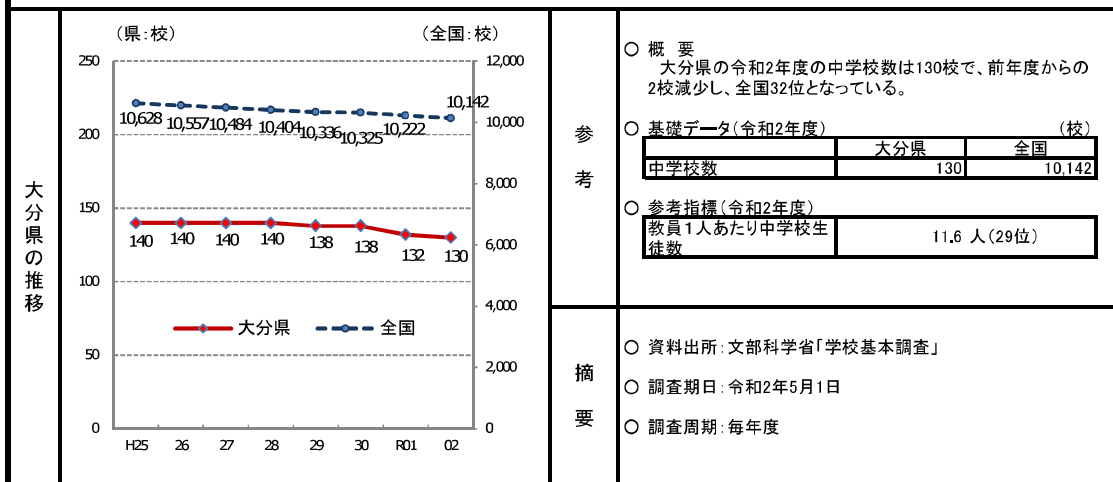 大分県の推移
(県:校)
(全国:校)
250
200
150
100
50
0
12,000
10,000
8,000
6,000
4,000
2,000
0
10,628
10,557
10,484
10,404
10,336
10,325
10,222
10,142
140
140
140
140
138
138
132
130
大分県
全国
H25
26
27
28
29
30
R01
02
参考
○ 概 要
大分県の令和2年度の中学校数は130校で、前年度からの
2校減少し、全国32位となっている。
○ 基礎データ(令和2年度) (校)
大分県 全国
中学校数 130 10,142
○ 参考指標(令和2年度)
教員1人あたり中学校生
徒数
11.6 人(29位)
摘要
○ 資料出所:文部科学省「学校基本調査」
○ 調査期日:令和2年5月1日
○ 調査周期:毎年度